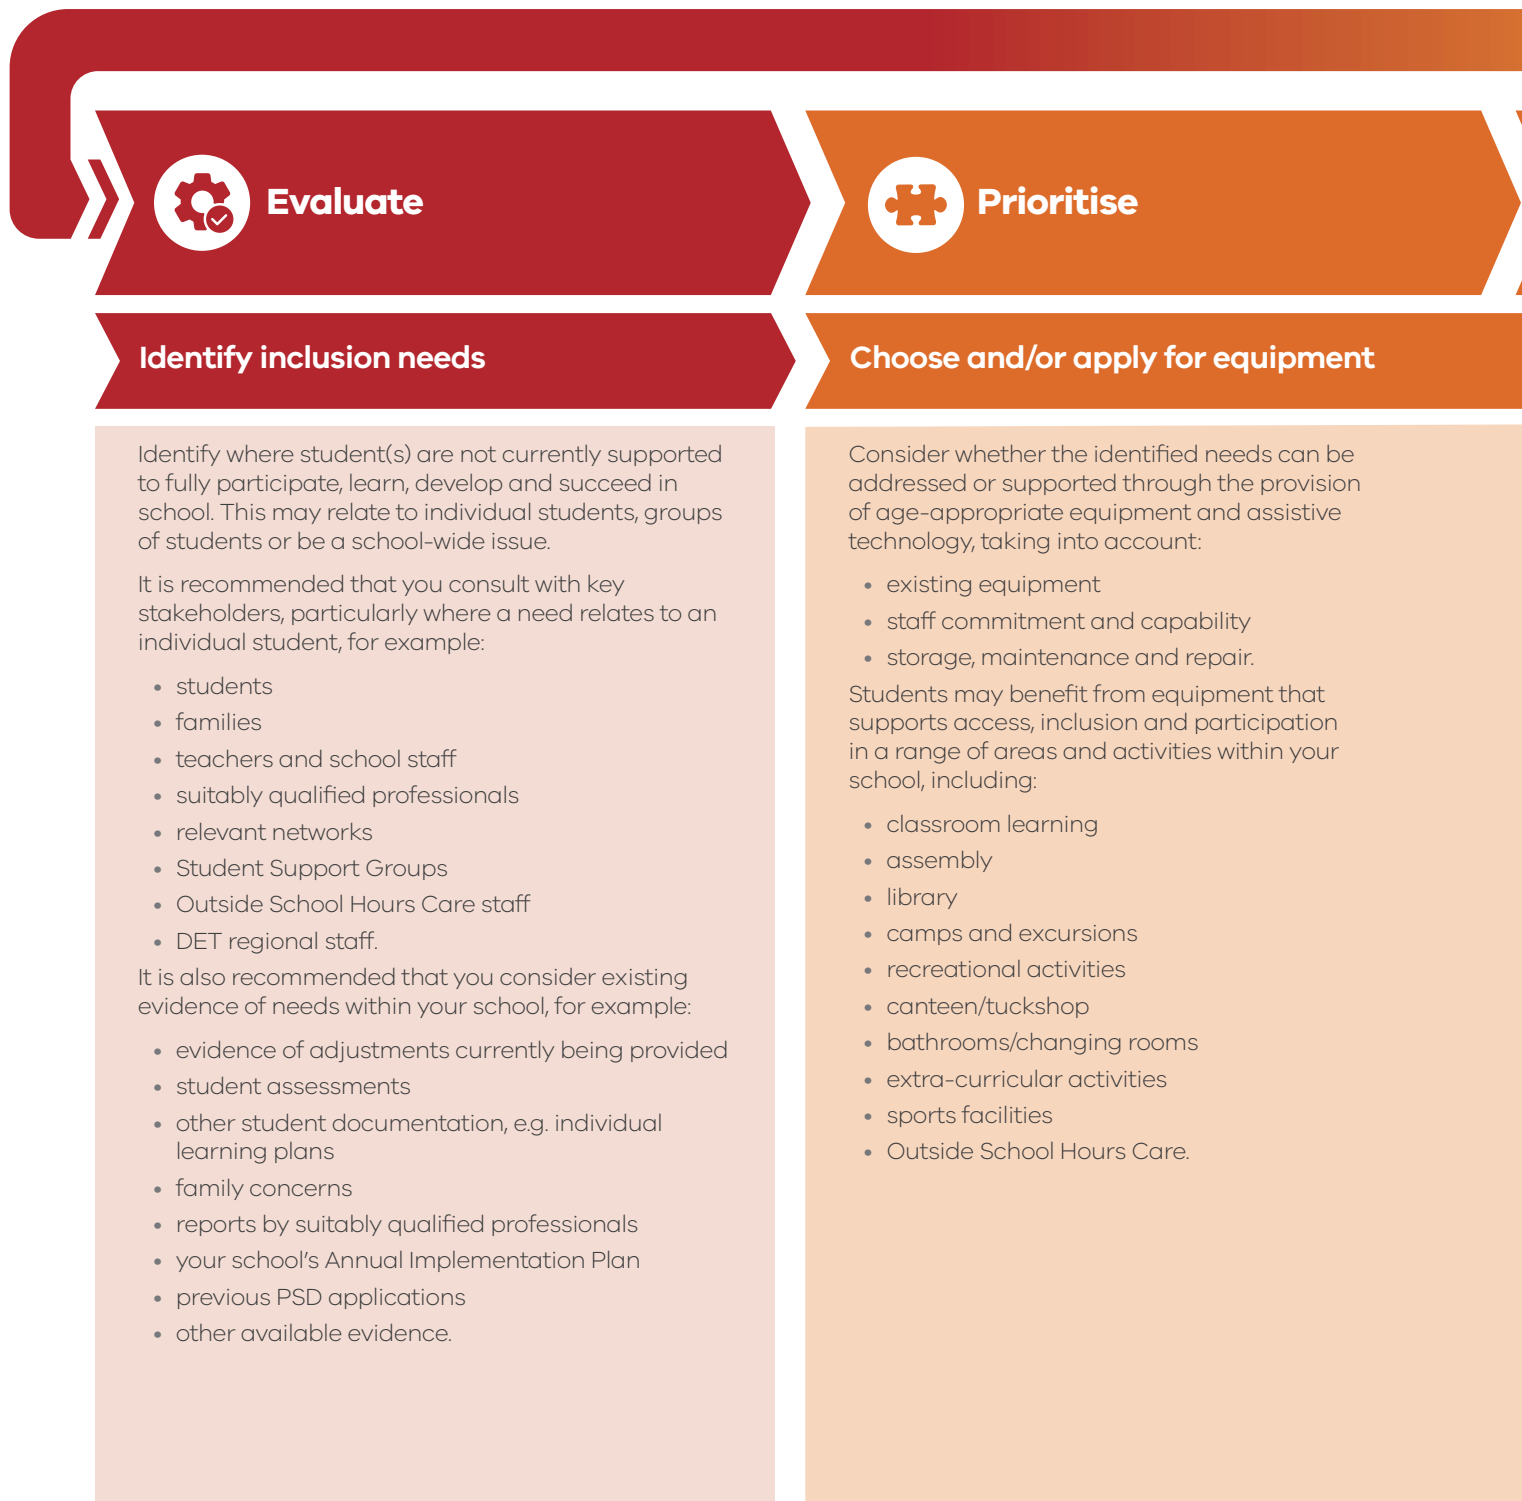 Evaluate
Identify inclusion needs
Identify where student(s) are not currently supported
to fully participate, learn, develop and succeed in
school. This may relate to individual students, groups
of students or be a school-wide issue.
It is recommended that you consult with key
stakeholders, particularly where a need relates to an
individual student, for example:
• students
• families
• teachers and school staff
• suitably qualified professionals
• relevant networks
• Student Support Groups
• Outside School Hours Care staff
• DET regional staff.
It is also recommended that you consider existing
evidence of needs within your school, for example:
• evidence of adjustments currently being provided
• student assessments
• other student documentation, e.g. individual
learning plans
• family concerns
• reports by suitably qualified professionals
• your school's Annual Implementation Plan
• previous PSD applications
• other available evidence.
Prioritise
Choose and/or apply for equipment
Consider whether the identified needs can be
addressed or supported through the provision
of age-appropriate equipment and assistive
technology, taking into account:
• existing equipment
• staff commitment and capability
• storage, maintenance and repair.
Students may benefit from equipment that
supports access, inclusion and participation
in a range of areas and activities within your
school, including:
• classroom learning
• assembly
• library
• camps and excursions
• recreational activities
• canteen/tuckshop
• bathrooms/changing rooms
• extra-curricular activities
• sports facilities
• Outside School Hours Care.